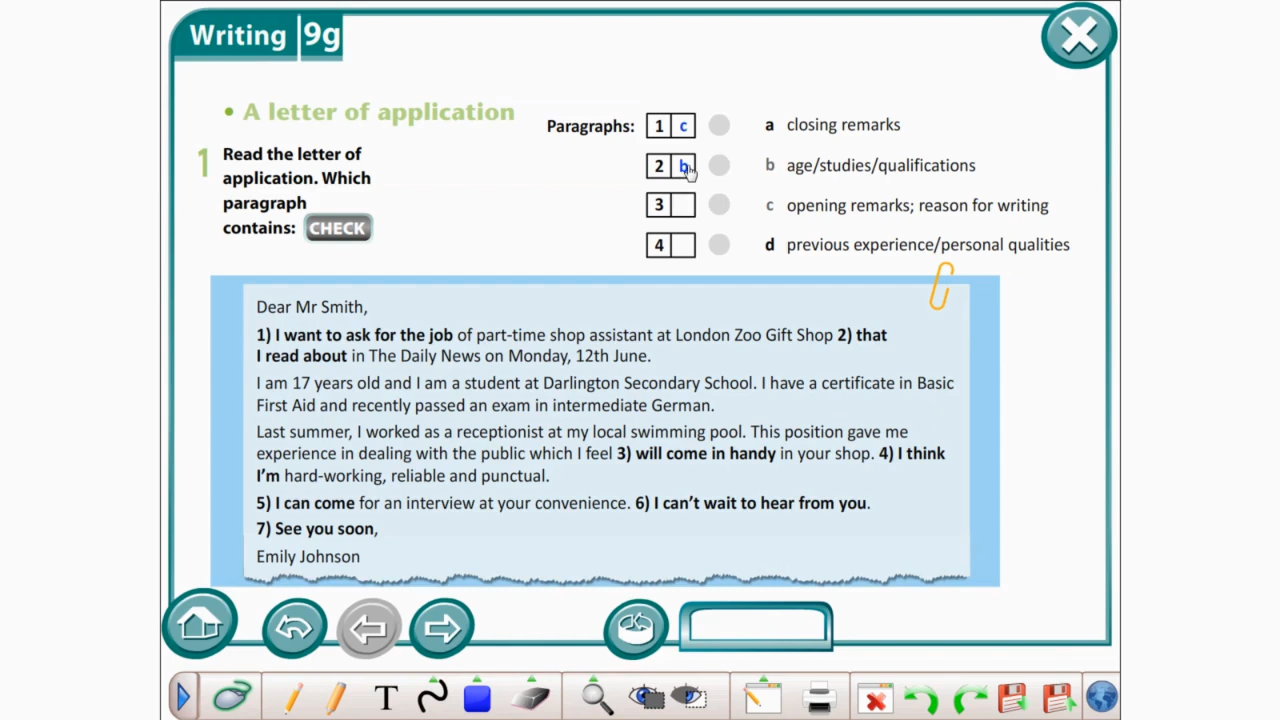 Writing 9g
• A letter of application
1 Read the letter of
application. Which
paragraph
contains: CHECK
Paragraphs: 1 c
2 b
3
4
a closing remarks
b age/studies/qualifications
c opening remarks; reason for writing
d previous experience/personal qualities
Dear Mr Smith,
1) I want to ask for the job of part-time shop assistant at London Zoo Gift Shop 2) that
I read about in The Daily News on Monday, 12th June.
I am 17 years old and I am a student at Darlington Secondary School. I have a certificate in Basic
First Aid and recently passed an exam in intermediate German.
Last summer, I worked as a receptionist at my local swimming pool. This position gave me
experience in dealing with the public which I feel 3) will come in handy in your shop. 4) I think
I'm hard-working, reliable and punctual.
5) I can come for an interview at your convenience. 6) I can't wait to hear from you.
7) See you soon,
Emily Johnson
T